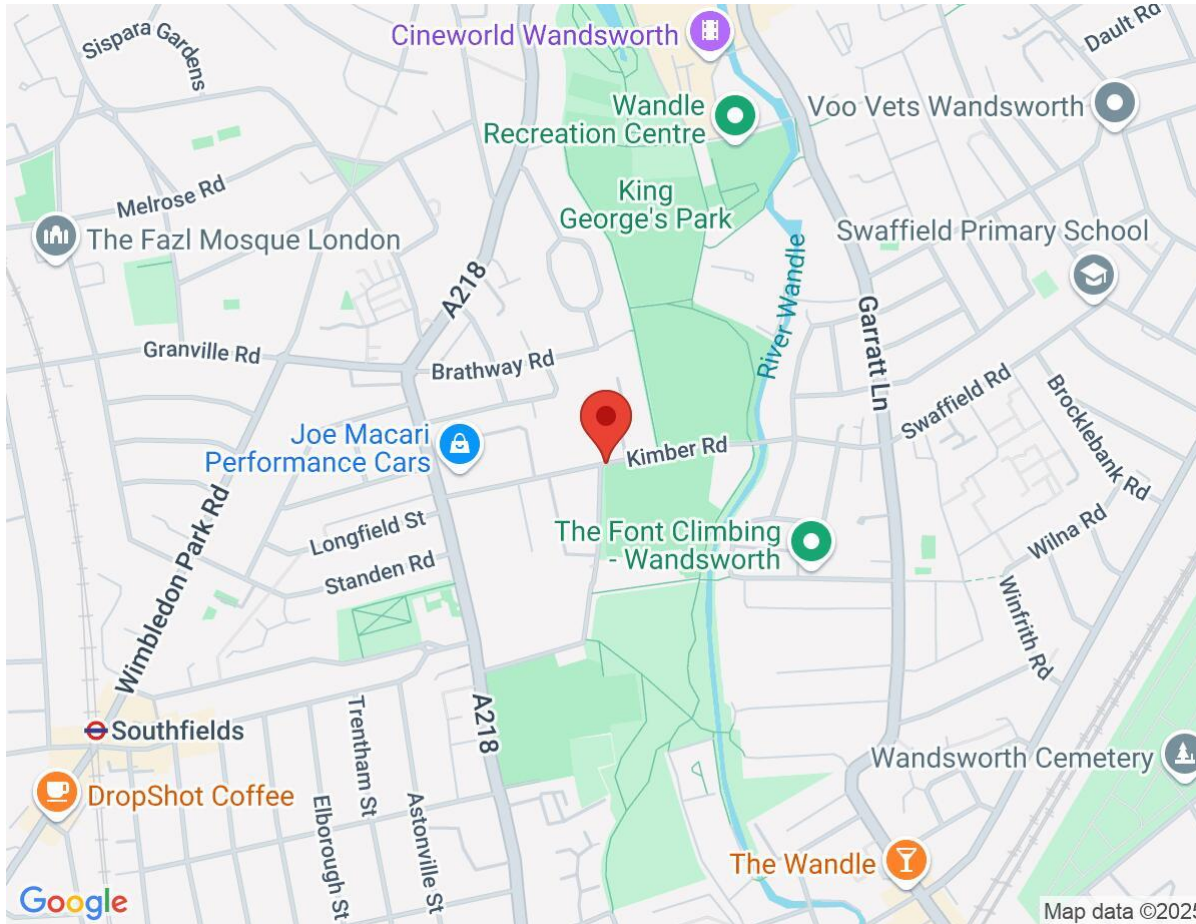 Sispara Gardens
Cineworld Wandsworth
Dault Rd
Wandle
Recreation Centre
Voo Vets Wandsworth
Melrose Rd
King
George's Park
The Fazl Mosque London
Swaffield Primary School
A218
River Wandle
Garratt Ln
Granville Rd
Brathway Rd
Swaffield Rd
Brocklebank Rd
Joe Macari
Performance Cars
Kimber Rd
Wimbledon Park Rd
Longfield St
The Font Climbing
- Wandsworth
Wilna Rd
Standen Rd
Winfrith Rd
Southfields
Trentham St
A218
Wandsworth Cemetery
DropShot Coffee
Elborough St
Astonville St
The Wandle
Google
Map data ©2025